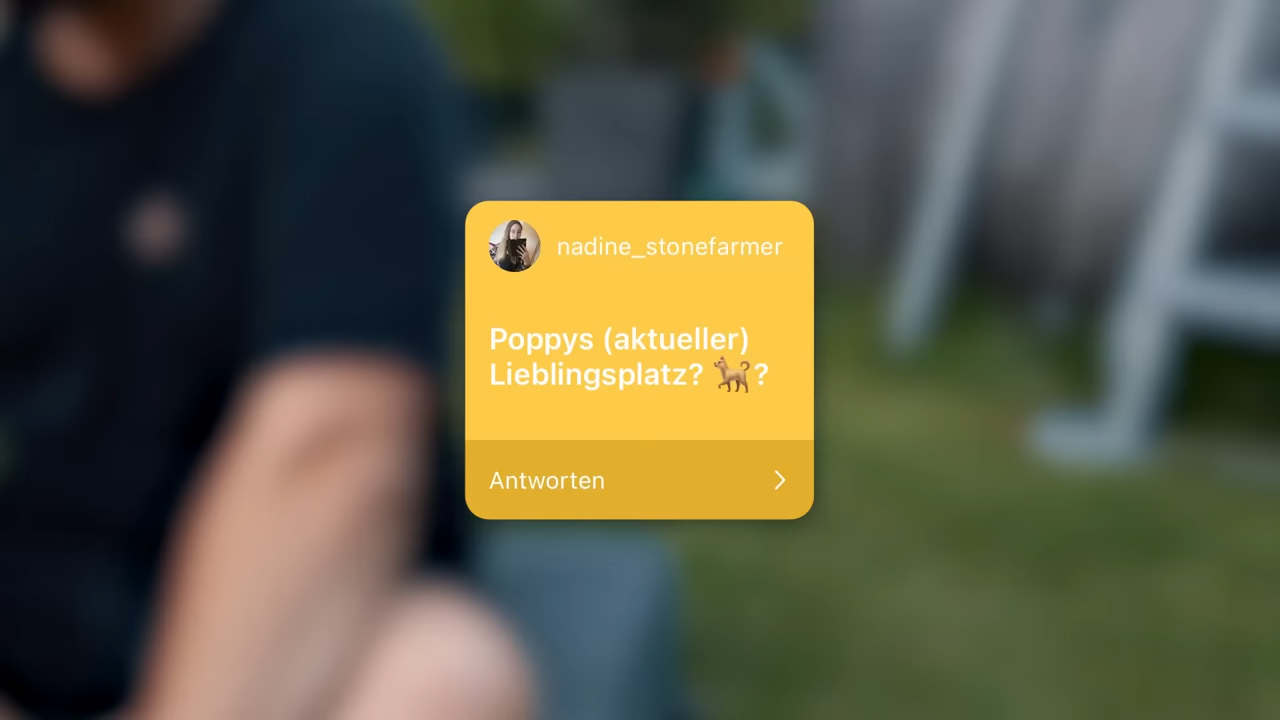 nadine_stonefarmer
Poppys (aktueller)
Lieblingsplatz? 🐕?
Antworten